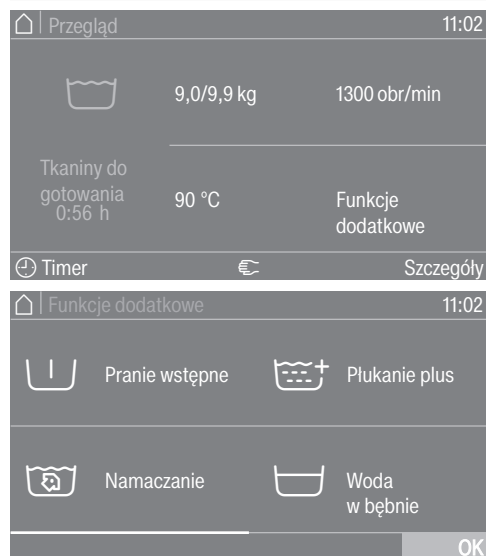 Przegląd 11:02
9,0/9,9 kg 1300 obr/min
Tkaniny do
gotowania
0:56 h
90 °C
Funkcje
dodatkowe
Timer Szczegóły
Funkcje dodatkowe 11:02
Pranie wstępne Płukanie plus
Namaczanie Woda
w bębnie
OK